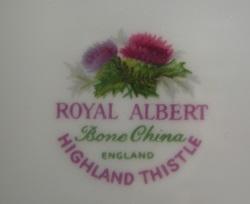 ROYAL ALBERT
Bone China
ENGLAND
HIGHLAND THISTLE